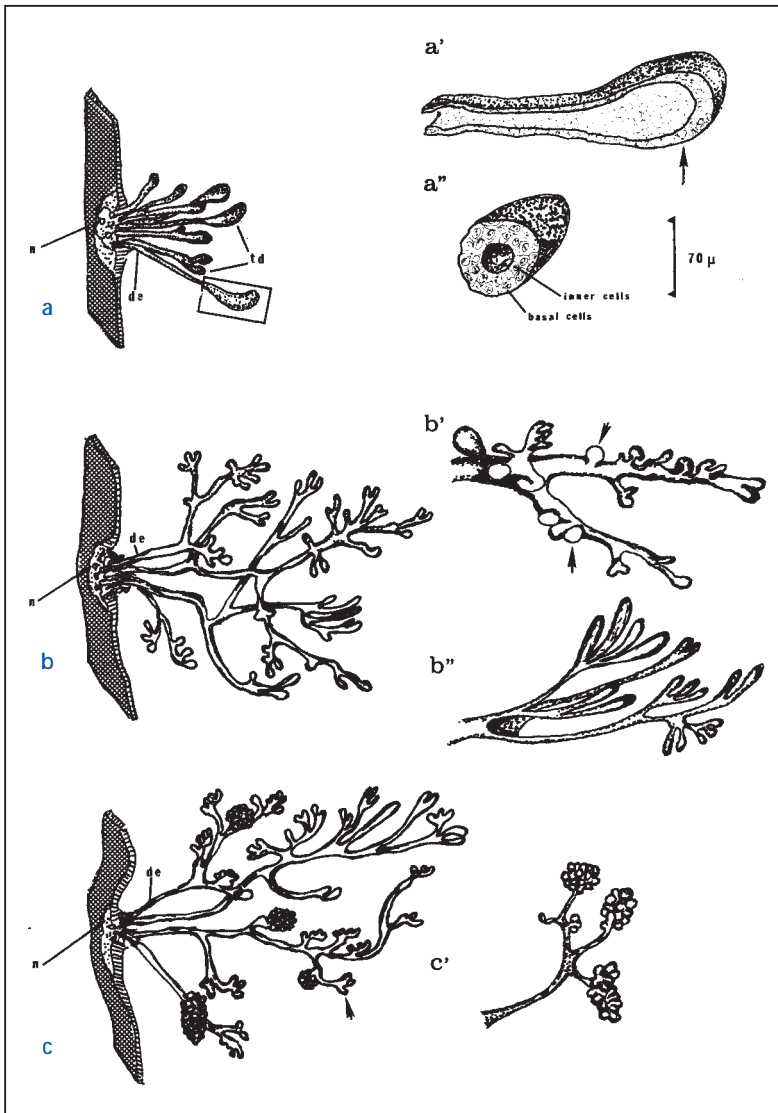 a'
a"
n
td
de
a
70 μ
inner cells
basal cells
b'
de
n
b
b"
de
n
c'
c